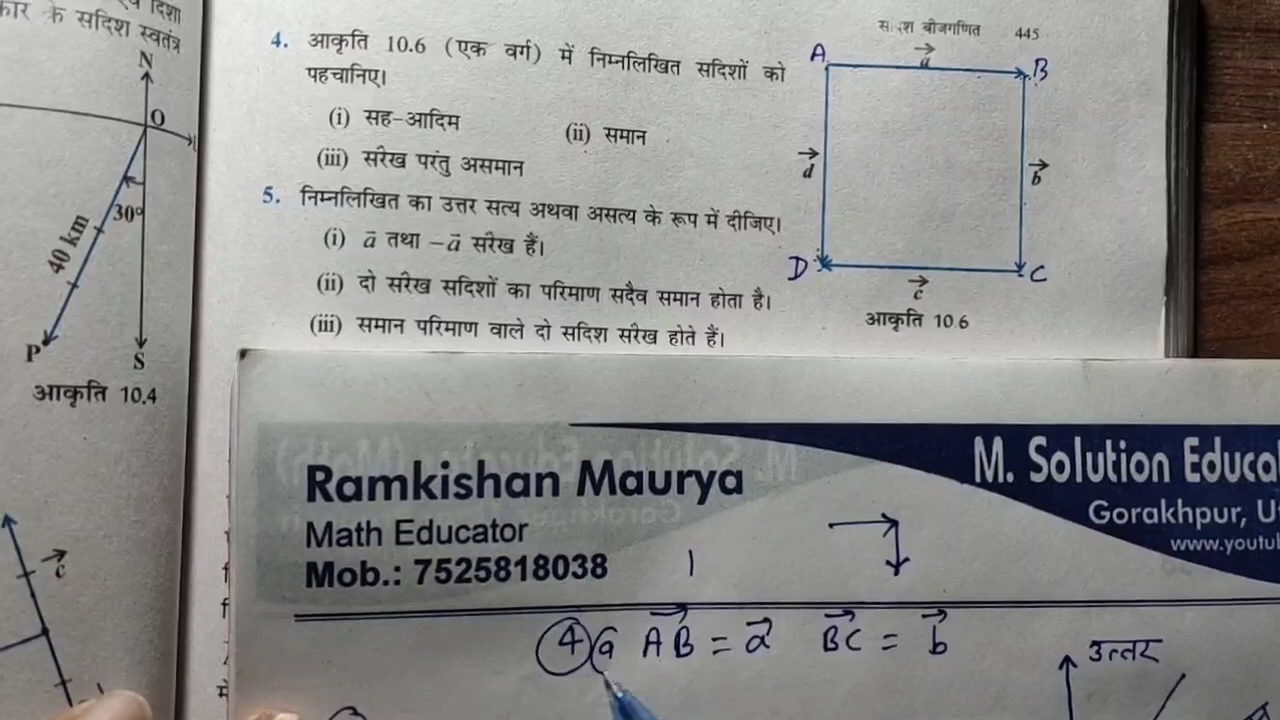 कार के सदिश स्वतंत्र
N
O
30°
40 km
P
S
आकृति 10.4
c
बीजगणित 445
4. आकृति 10.6 (एक वर्ग) में निम्नलिखित सदिशों को
पहचानिए।
(i) सह-आदिम
(ii) समान
(iii) संरेख परंतु असमान
5. निम्नलिखित का उत्तर सत्य अथवा असत्य के रूप में दीजिए।
(i) a⃗ तथा −a⃗ संरेख हैं।
(ii) दो संरेख सदिशों का परिमाण सदैव समान होता है।
(iii) समान परिमाण वाले दो सदिश संरेख होते हैं।
A
a⃗
B
d⃗
b⃗
D
C
c⃗
आकृति 10.6
Ramkishan Maurya
Math Educator
Mob.: 7525818038
M. Solution Educa
Gorakhpur, U
www.youtu
4 AB⃗ = a⃗ BC⃗ = b⃗
उत्तर